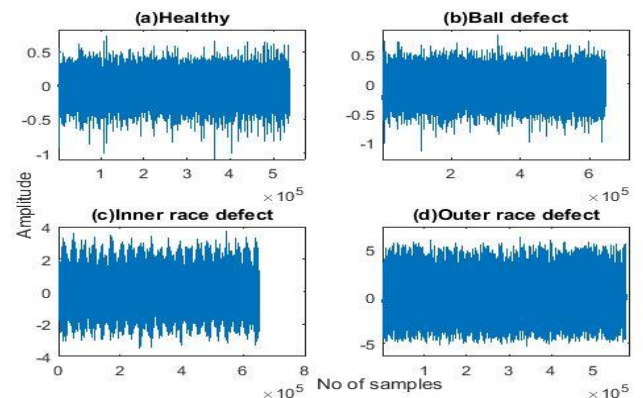 (a)Healthy
(b)Ball defect
0.5
0
-0.5
-1
1 2 3 4 5
× 10^5
0.5
0
-0.5
-1
2 4 6
× 10^5
Amplitude
(c)Inner race defect
(d)Outer race defect
4
2
0
-2
-4
0 2 4 6 8
× 10^5
5
0
-5
1 2 3 4 5
× 10^5
No of samples